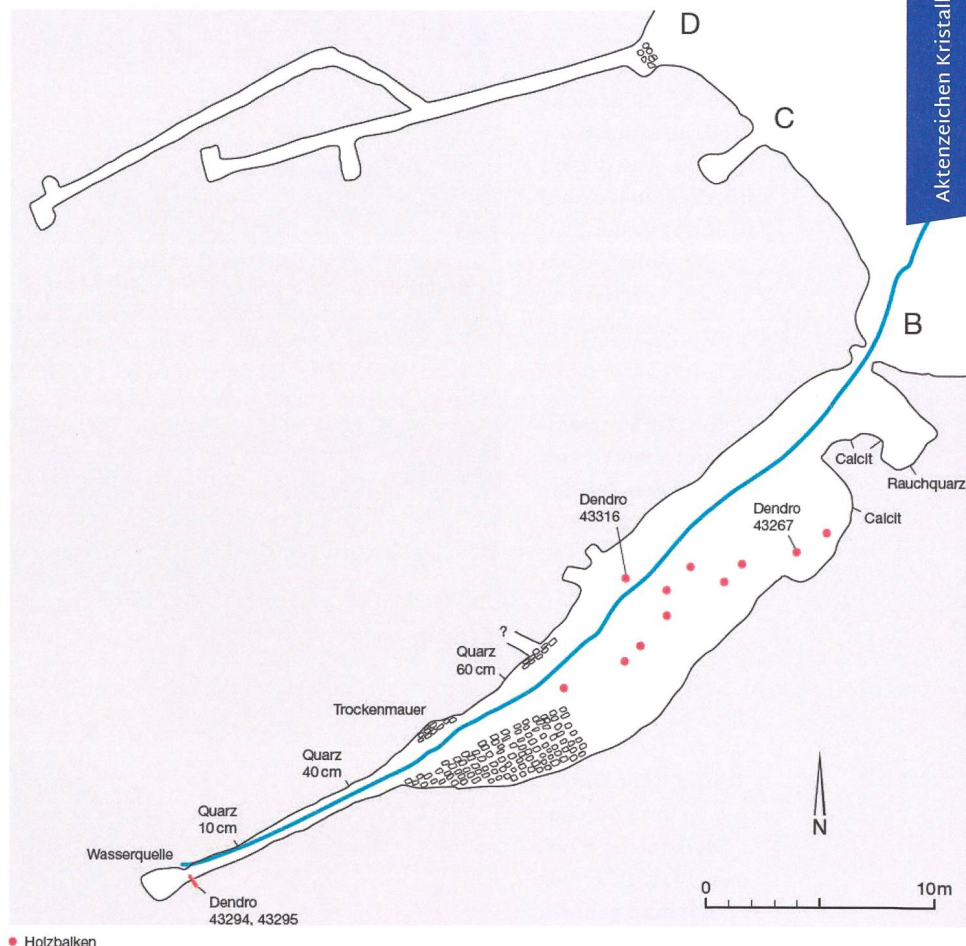 D
Aktenzeichen Kristall
C
B
Calcit
Rauchquarz
Calcit
Dendro
43316
Dendro
43267
?
Quarz
60 cm
Trockenmauer
Quarz
40 cm
Quarz
10 cm
Wasserquelle
Dendro
43294, 43295
N
0
10m
Holzbalken